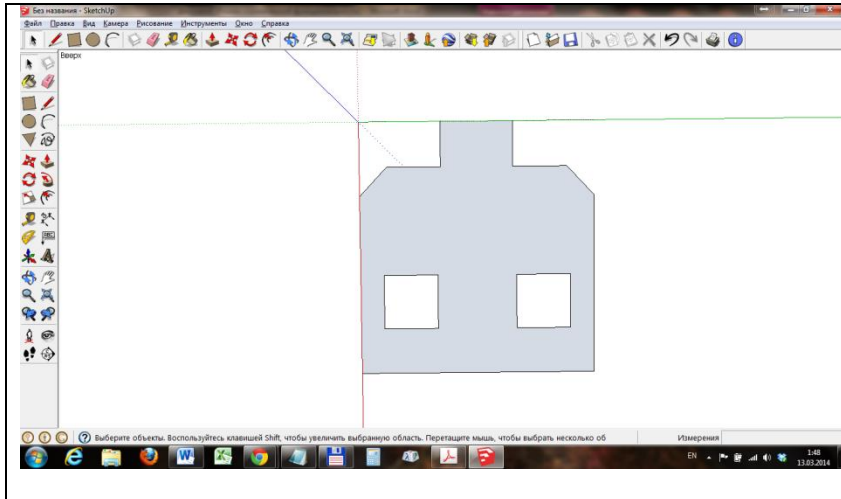 Без названия - SketchUp
Файл Правка Вид Камера Рисование Инструменты Окно Справка
Вверх
Выберите объекты. Воспользуйтесь клавишей Shift, чтобы увеличить выбранную область. Перетащите мышь, чтобы выбрать несколько об
Измерения
EN
1:48
13.03.2014